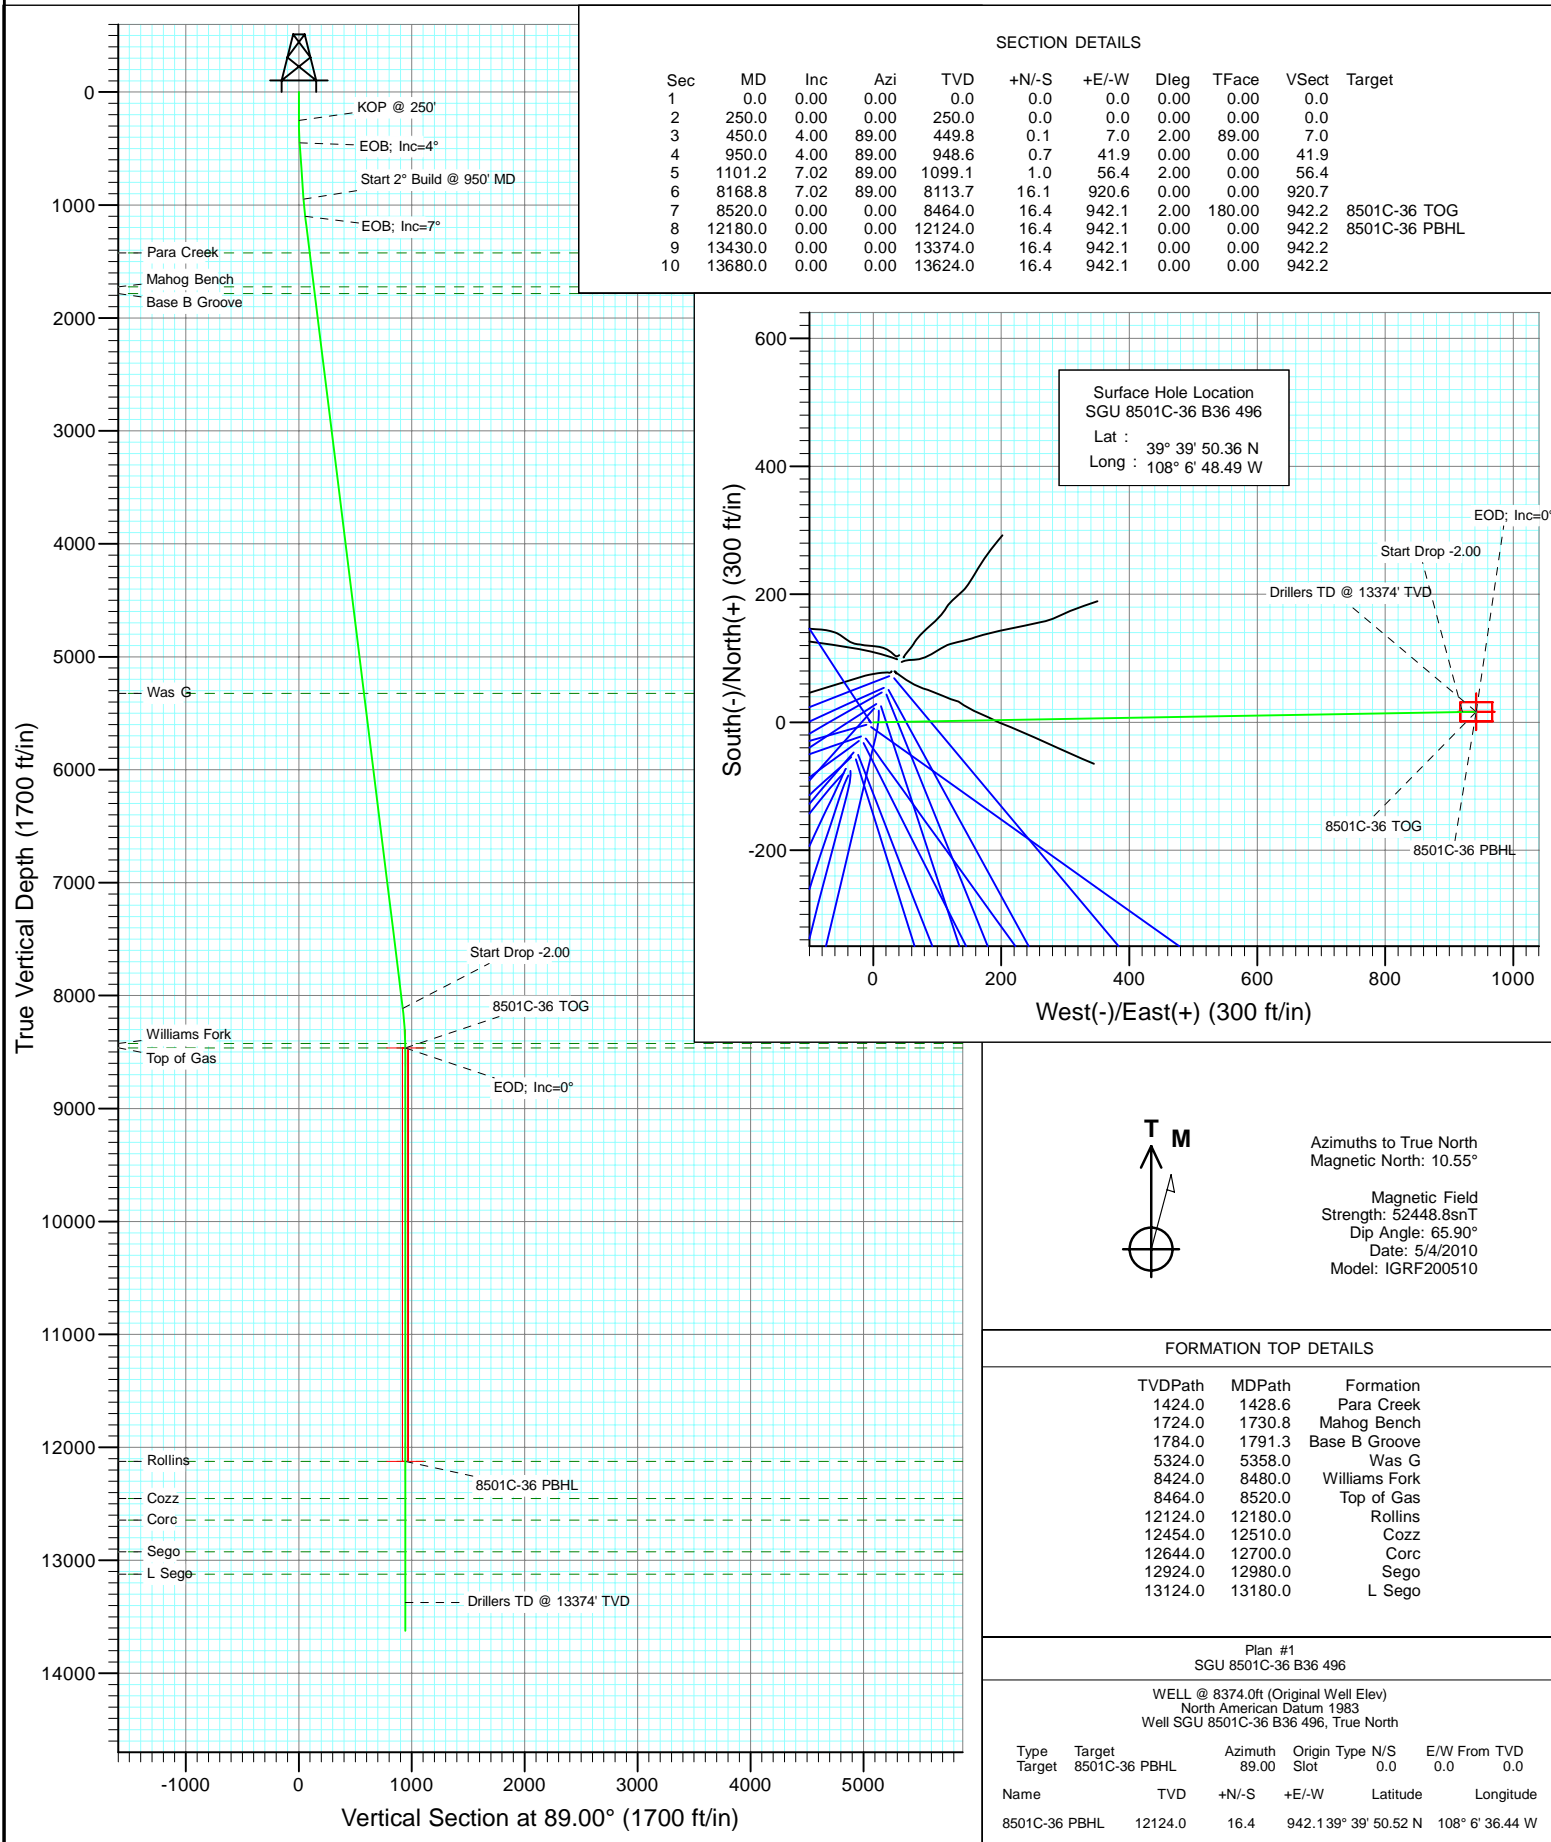 SECTION DETAILS
Sec MD Inc Azi TVD +N/-S +E/-W Dleg TFace VSect Target
1 0.0 0.00 0.00 0.0 0.0 0.0 0.00 0.00 0.0
2 250.0 0.00 0.00 250.0 0.0 0.0 0.00 0.00 0.0
3 450.0 4.00 89.00 449.8 0.1 7.0 2.00 89.00 7.0
4 950.0 4.00 89.00 948.6 0.7 41.9 0.00 0.00 41.9
5 1101.2 7.02 89.00 1099.1 1.0 56.4 2.00 0.00 56.4
6 8168.8 7.02 89.00 8113.7 16.1 920.6 0.00 0.00 920.7
7 8520.0 0.00 0.00 8464.0 16.4 942.1 2.00 180.00 942.2 8501C-36 TOG
8 12180.0 0.00 0.00 12124.0 16.4 942.1 0.00 0.00 942.2 8501C-36 PBHL
9 13430.0 0.00 0.00 13374.0 16.4 942.1 0.00 0.00 942.2
10 13680.0 0.00 0.00 13624.0 16.4 942.1 0.00 0.00 942.2
True Vertical Depth (1700 ft/in)
0
1000
2000
3000
4000
5000
6000
7000
8000
9000
10000
11000
12000
13000
14000
KOP @ 250'
EOB; Inc=4°
Start 2° Build @ 950' MD
EOB; Inc=7°
Para Creek
Mahog Bench
Base B Groove
Was G
Start Drop -2.00
8501C-36 TOG
Williams Fork
Top of Gas
EOD; Inc=0°
Rollins
8501C-36 PBHL
Cozz
Corc
Sego
L Sego
Drillers TD @ 13374' TVD
-1000 0 1000 2000 3000 4000 5000
Vertical Section at 89.00° (1700 ft/in)
South(-)/North(+) (300 ft/in)
600
400
200
0
-200
Surface Hole Location
SGU 8501C-36 B36 496
Lat : 39° 39' 50.36 N
Long : 108° 6' 48.49 W
EOD; Inc=0°
Start Drop -2.00
Drillers TD @ 13374' TVD
8501C-36 TOG
8501C-36 PBHL
0 200 400 600 800 1000
West(-)/East(+) (300 ft/in)
T M
Azimuths to True North
Magnetic North: 10.55°
Magnetic Field
Strength: 52448.8snT
Dip Angle: 65.90°
Date: 5/4/2010
Model: IGRF200510
FORMATION TOP DETAILS
TVDPath MDPath Formation
1424.0 1428.6 Para Creek
1724.0 1730.8 Mahog Bench
1784.0 1791.3 Base B Groove
5324.0 5358.0 Was G
8424.0 8480.0 Williams Fork
8464.0 8520.0 Top of Gas
12124.0 12180.0 Rollins
12454.0 12510.0 Cozz
12644.0 12700.0 Corc
12924.0 12980.0 Sego
13124.0 13180.0 L Sego
Plan #1
SGU 8501C-36 B36 496
WELL @ 8374.0ft (Original Well Elev)
North American Datum 1983
Well SGU 8501C-36 B36 496, True North
Type Target Azimuth Origin Type N/S E/W From TVD
Target 8501C-36 PBHL 89.00 Slot 0.0 0.0 0.0
Name TVD +N/-S +E/-W Latitude Longitude
8501C-36 PBHL 12124.0 16.4 942.1 39° 39' 50.52 N 108° 6' 36.44 W